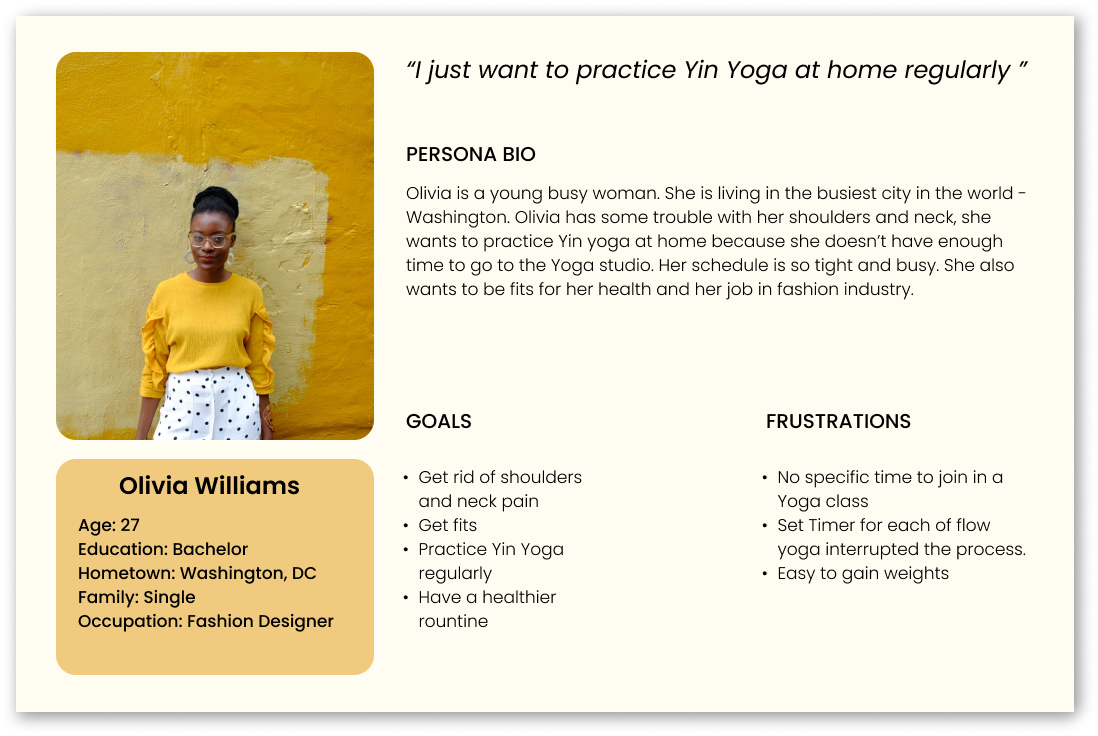 “I just want to practice Yin Yoga at home regularly ”
PERSONA BIO
Olivia is a young busy woman. She is living in the busiest city in the world -
Washington. Olivia has some trouble with her shoulders and neck, she
wants to practice Yin yoga at home because she doesn’t have enough
time to go to the Yoga studio. Her schedule is so tight and busy. She also
wants to be fits for her health and her job in fashion industry.
Olivia Williams
Age: 27
Education: Bachelor
Hometown: Washington, DC
Family: Single
Occupation: Fashion Designer
GOALS
• Get rid of shoulders
and neck pain
• Get fits
• Practice Yin Yoga
regularly
• Have a healthier
rountine
FRUSTRATIONS
• No specific time to join in a
Yoga class
• Set Timer for each of flow
yoga interrupted the process.
• Easy to gain weights